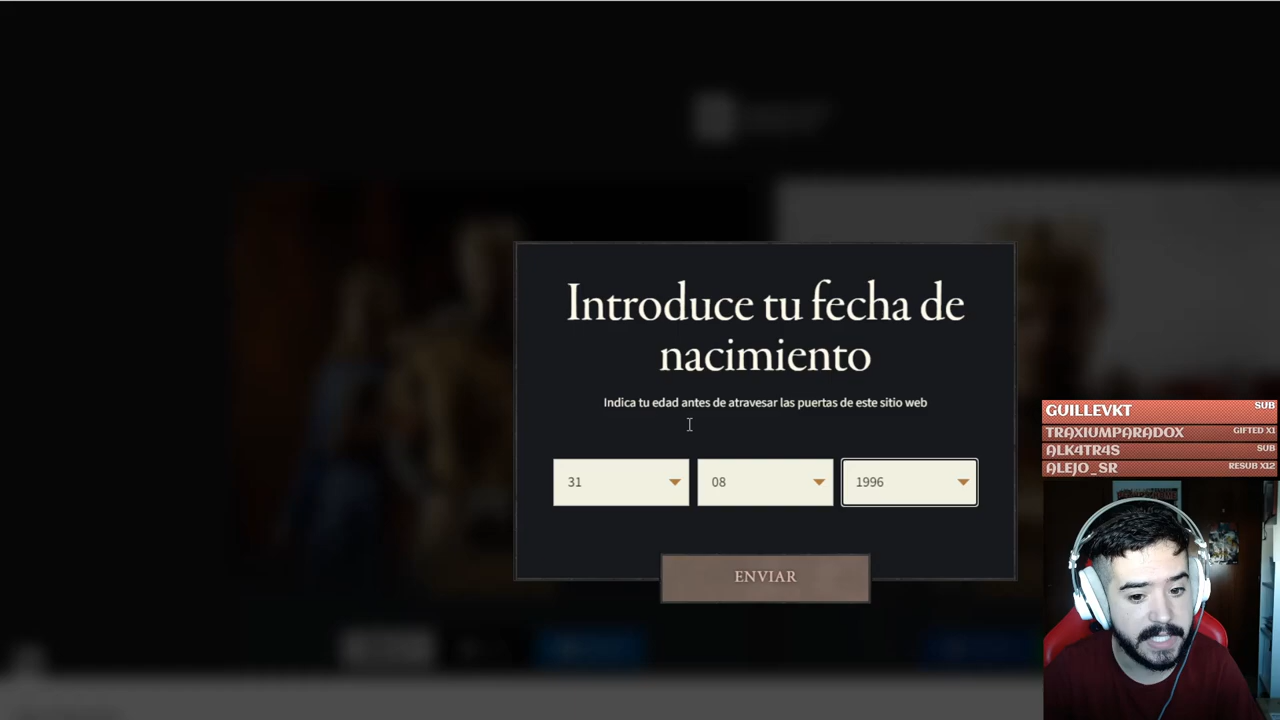 Introduce tu fecha de
nacimiento
Indica tu edad antes de atravesar las puertas de este sitio web
31 08 1996
ENVIAR
GUILLEVKT SUB
TRAXIUMPARADOX GIFTED X1
ALK4TR4S SUB
ALEJO_SR RESUB X12